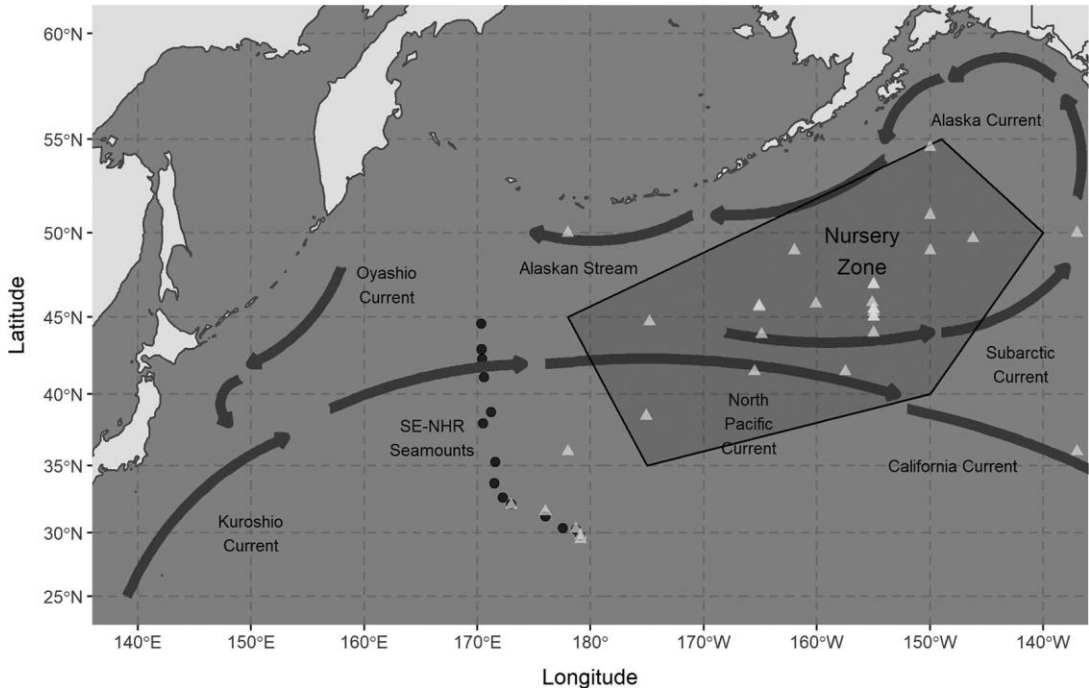 60°N
55°N
50°N
45°N
40°N
35°N
30°N
25°N
Latitude
Alaska Current
Nursery
Zone
Alaskan Stream
Oyashio
Current
Subarctic
Current
North
Pacific
Current
SE-NHR
Seamounts
California Current
Kuroshio
Current
140°E
150°E
160°E
170°E
180°
170°W
160°W
150°W
140°W
Longitude